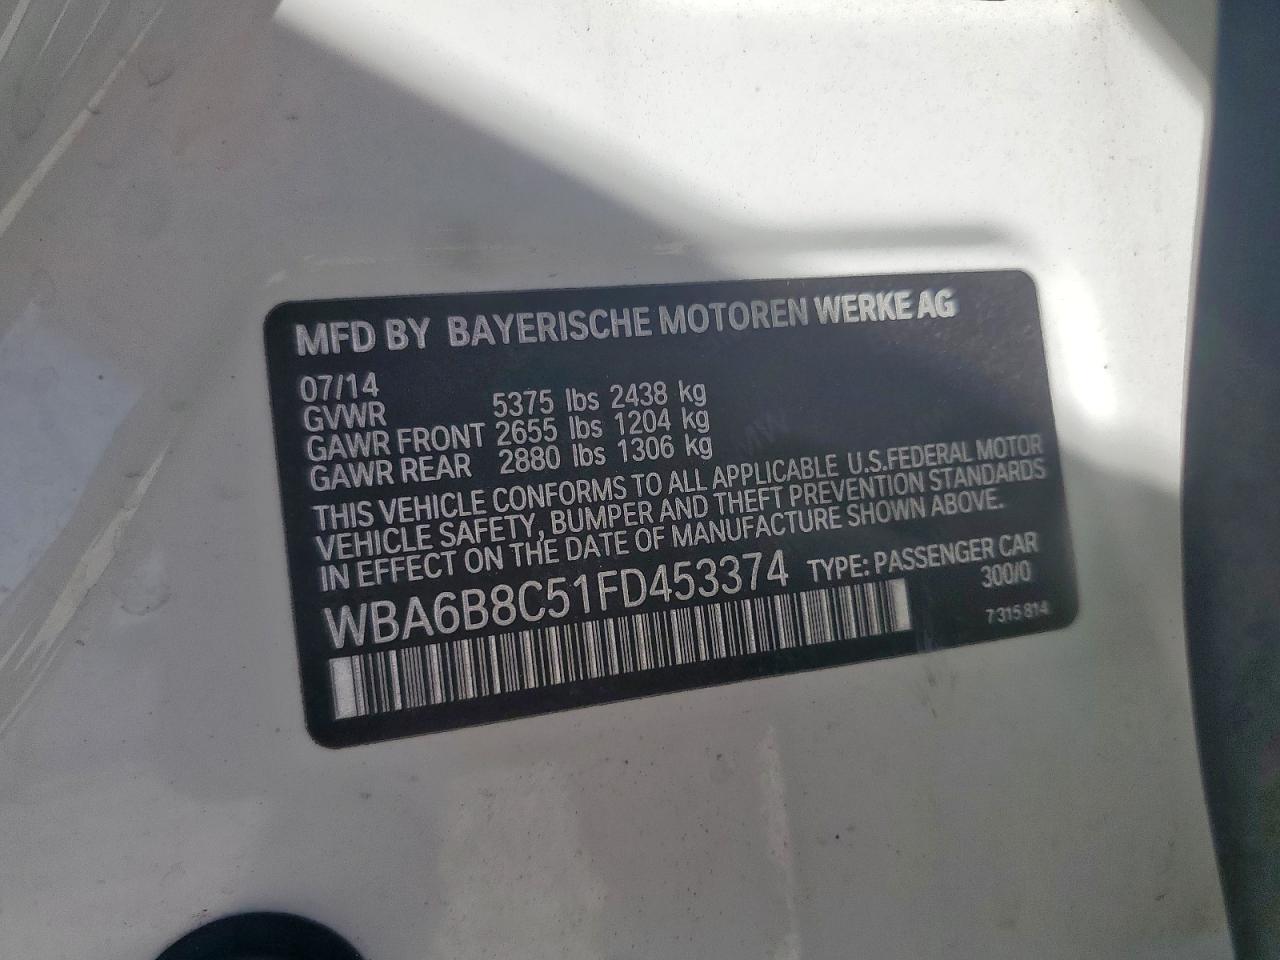 MFD BY BAYERISCHE MOTOREN WERKE AG
07/14
GVWR 5375 lbs 2438 kg
GAWR FRONT 2655 lbs 1204 kg
GAWR REAR 2880 lbs 1306 kg
THIS VEHICLE CONFORMS TO ALL APPLICABLE U.S.FEDERAL MOTOR
VEHICLE SAFETY, BUMPER AND THEFT PREVENTION STANDARDS
IN EFFECT ON THE DATE OF MANUFACTURE SHOWN ABOVE.
WBA6B8C51FD453374 TYPE: PASSENGER CAR
300/0
7 315 814